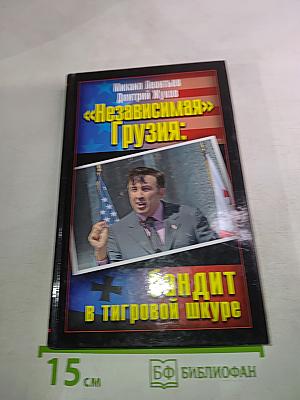 Михаил Леонтьев
Дмитрий Жуков
«Независимая»
Грузия:
Бандит
в тигровой шкуре
15 см
БФ БИБЛИОФАН